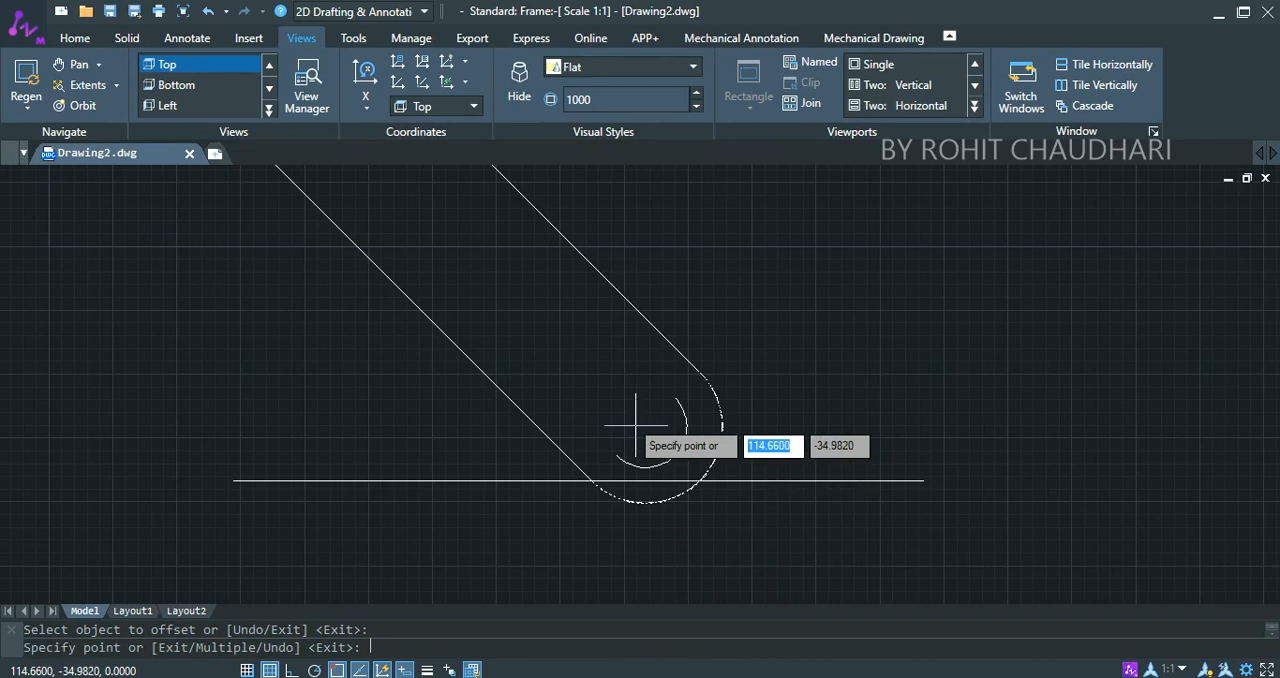 2D Drafting & Annotati
- Standard: Frame:-[ Scale 1:1] - [Drawing2.dwg]
Home Solid Annotate Insert Views Tools Manage Export Express Online APP+ Mechanical Annotation Mechanical Drawing
Regen
Pan
Extents
Orbit
Navigate
Top
Bottom
Left
View
Manager
Views
X
Top
Coordinates
Hide
Flat
1000
Visual Styles
Rectangle
Named
Clip
Join
Single
Two: Vertical
Two: Horizontal
Viewports
Switch
Windows
Tile Horizontally
Tile Vertically
Cascade
Window
Drawing2.dwg
BY ROHIT CHAUDHARI
Specify point or 114.6600 -34.9820
Model Layout1 Layout2
Select object to offset or [Undo/Exit] <Exit>:
Specify point or [Exit/Multiple/Undo] <Exit>:
114.6600, -34.9820, 0.0000
1:1